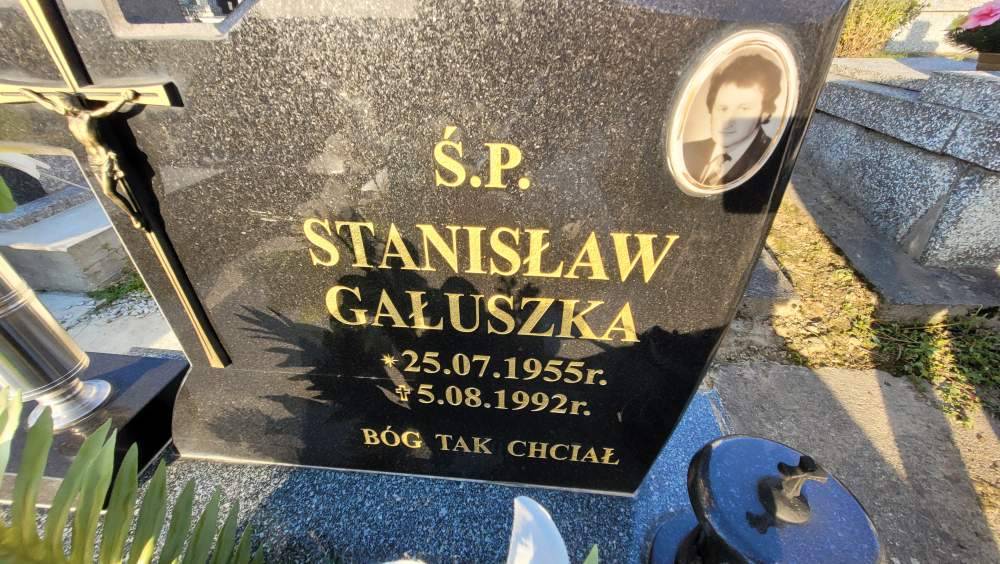 Ś.P.
STANISŁAW
GAŁUSZKA
*25.07.1955r.
✝5.08.1992r.
BÓG TAK CHCIAŁ